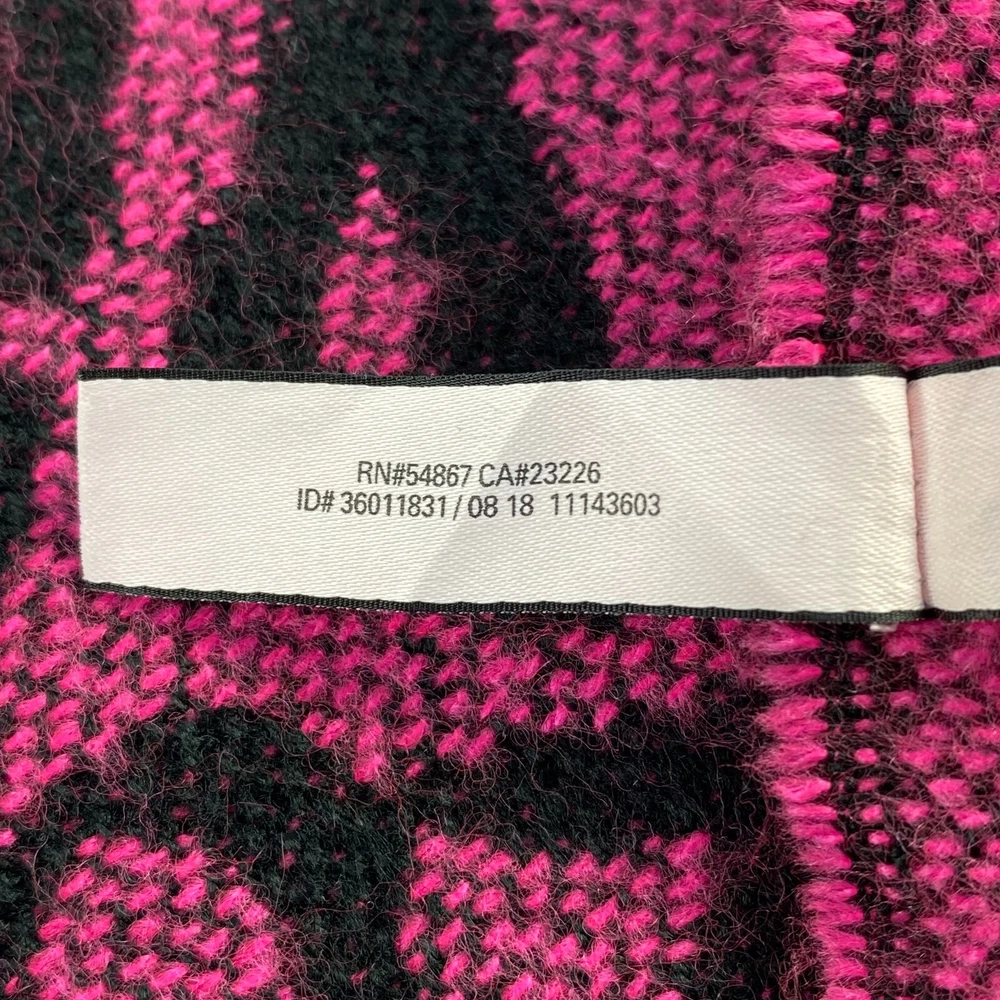 RN#54867 CA#23226
ID# 36011831 / 08 18 11143603